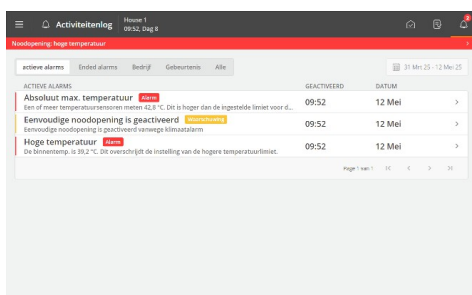 Activiteitenlog
House 1
09:52, Dag 8
2
Noodopening: hoge temperatuur
actieve alarms
Ended alarms
Bedrijf
Gebeurtenis
Alle
31 Mrt 25 - 12 Mei 25
ACTIEVE ALARMS GEACTIVEERD DATUM
Absoluut max. temperatuur Alarm
Een of meer temperatuursensoren meten 42,8 °C. Dit is hoger dan de ingestelde limiet voor d...
09:52 12 Mei
Eenvoudige noodopening is geactiveerd Waarschuwing
Eenvoudige noodopening is geactiveerd vanwege klimaatalarm
09:52 12 Mei
Hoge temperatuur Alarm
De binnentemp. is 39,2 °C. Dit overschrijdt de instelling van de hogere temperatuurlimiet.
09:52 12 Mei
Page 1 van 1